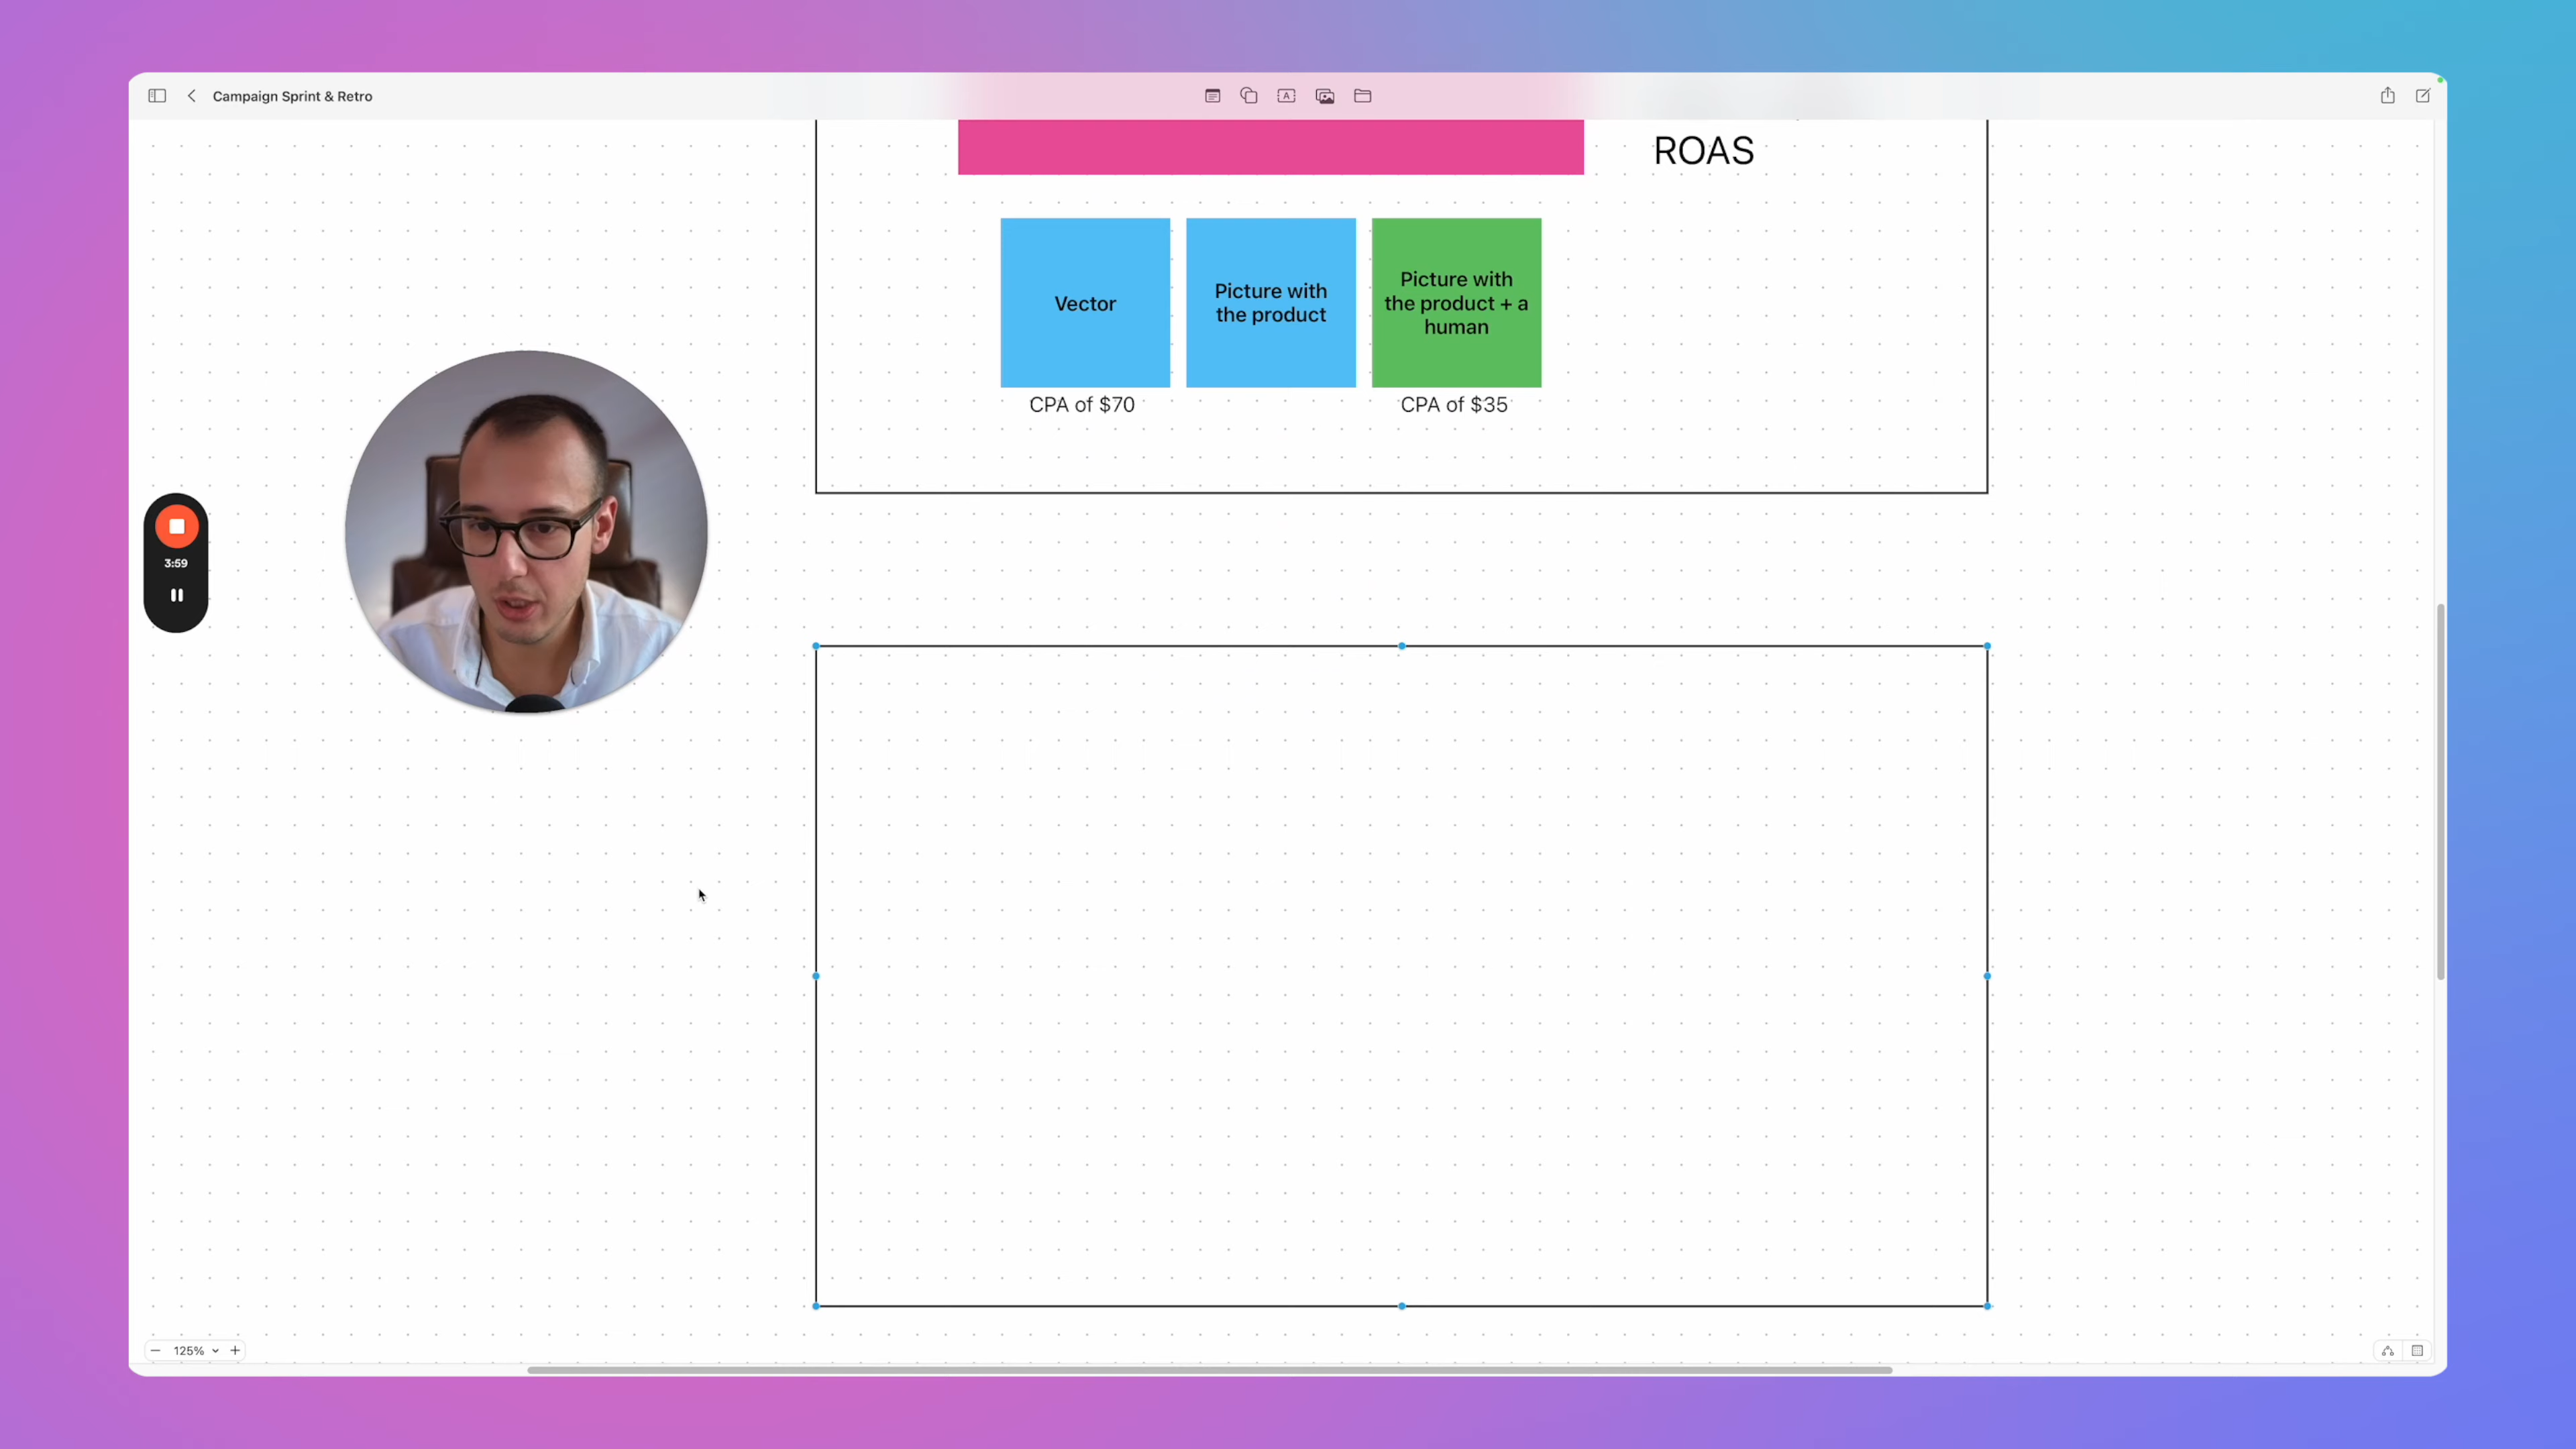 Campaign Sprint & Retro
A
ROAS
Vector
Picture with
the product
Picture with
the product + a
human
CPA of $70
CPA of $35
3:59
125%